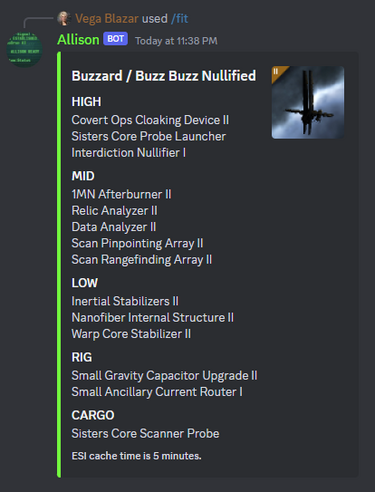 Vega Blazar used /fit
Allison BOT Today at 11:38 PM
Buzzard / Buzz Buzz Nullified
II
HIGH
Covert Ops Cloaking Device II
Sisters Core Probe Launcher
Interdiction Nullifier I
MID
1MN Afterburner II
Relic Analyzer II
Data Analyzer II
Scan Pinpointing Array II
Scan Rangefinding Array II
LOW
Inertial Stabilizers II
Nanofiber Internal Structure II
Warp Core Stabilizer II
RIG
Small Gravity Capacitor Upgrade II
Small Ancillary Current Router I
CARGO
Sisters Core Scanner Probe
ESI cache time is 5 minutes.